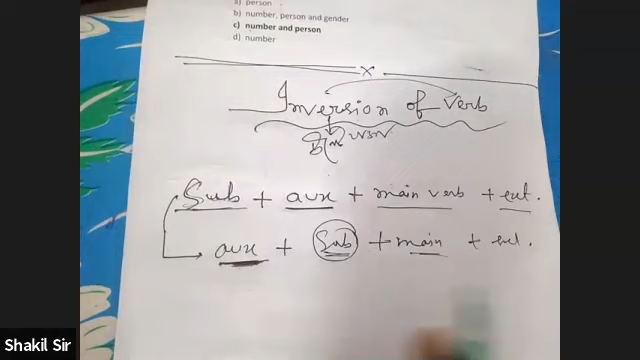 a) person
b) number, person and gender
c) number and person
d) number
x
Inversion of Verb
Sub + aux + main verb + ext.
aux + Sub + main + ext.
Shakil Sir